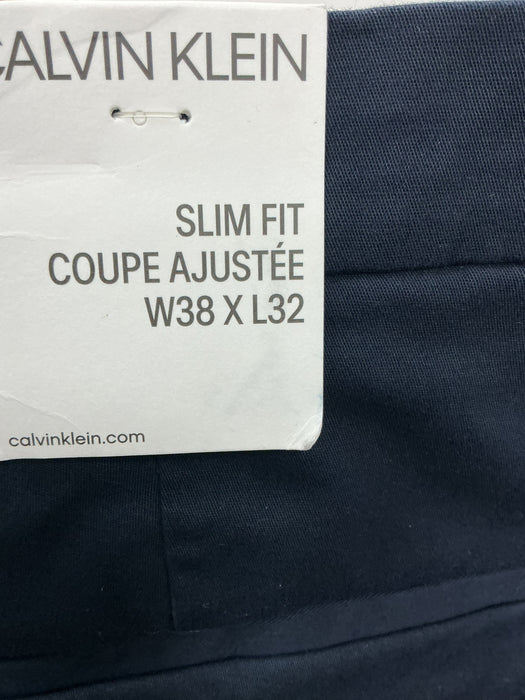 CALVIN KLEIN
SLIM FIT
COUPE AJUSTÉE
W38 X L32
calvinklein.com